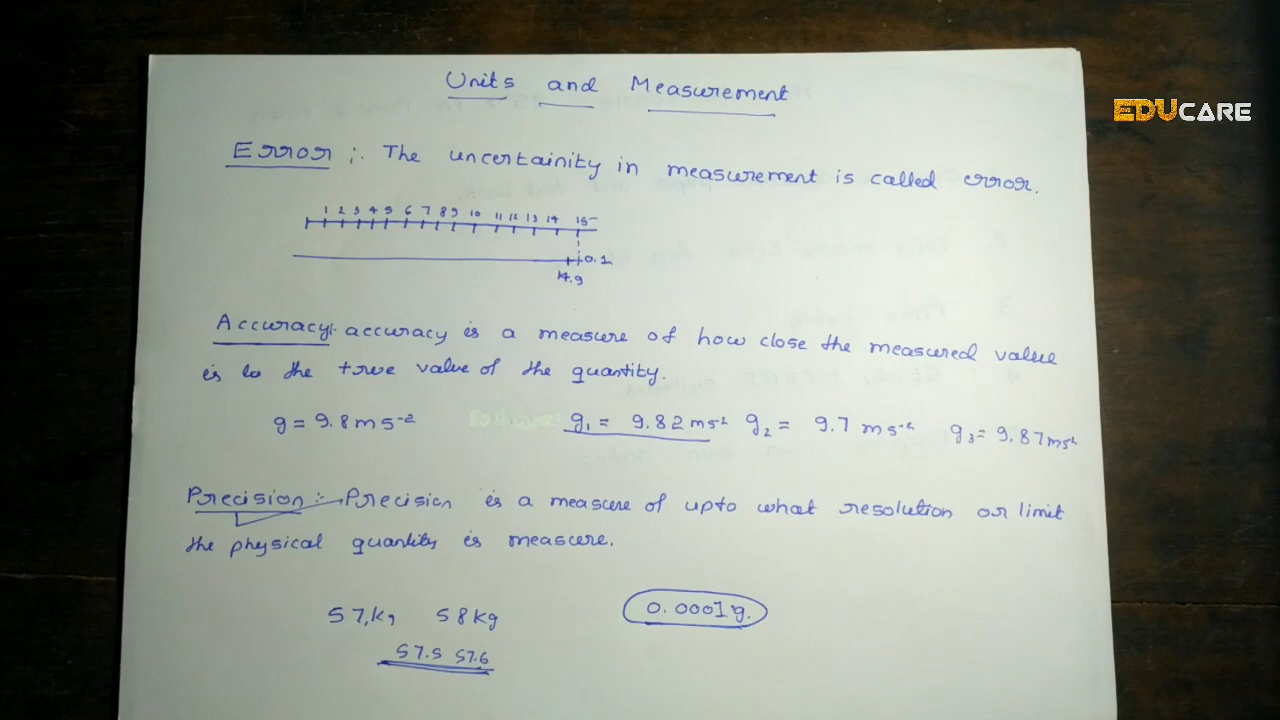 Units and Measurement
EDUCARE
Error :- The uncertainity in measurement is called error.
1 2 3 4 5 6 7 8 9 10 11 12 13 14 15
0.1
14.9
Accuracy:- accuracy is a measure of how close the measured value
is to the true value of the quantity.
g = 9.8 ms⁻² g₁ = 9.82 ms⁻² g₂ = 9.7 ms⁻² g₃ = 9.87 ms⁻²
Precision :- Precision is a measure of upto what resolution or limit
the physical quantity is measure.
57 kg 58 kg 0.0001 g.
57.5 57.6